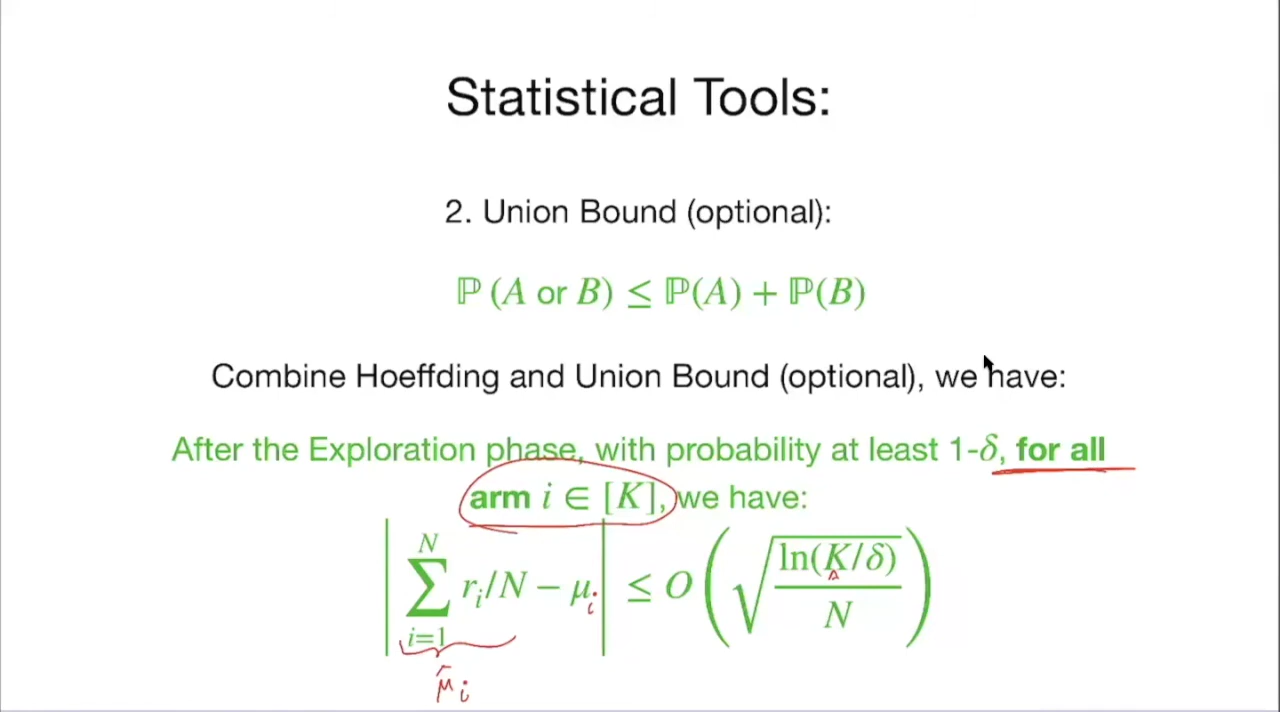 Statistical Tools:
2. Union Bound (optional):
ℙ (A or B) ≤ ℙ(A) + ℙ(B)
Combine Hoeffding and Union Bound (optional), we have:
After the Exploration phase, with probability at least 1-δ, for all
arm i ∈ [K], we have:
| ∑_{i=1}^{N} r_i/N − μ_i | ≤ O ( √( ln(K/δ) / N ) )
μ̂_i